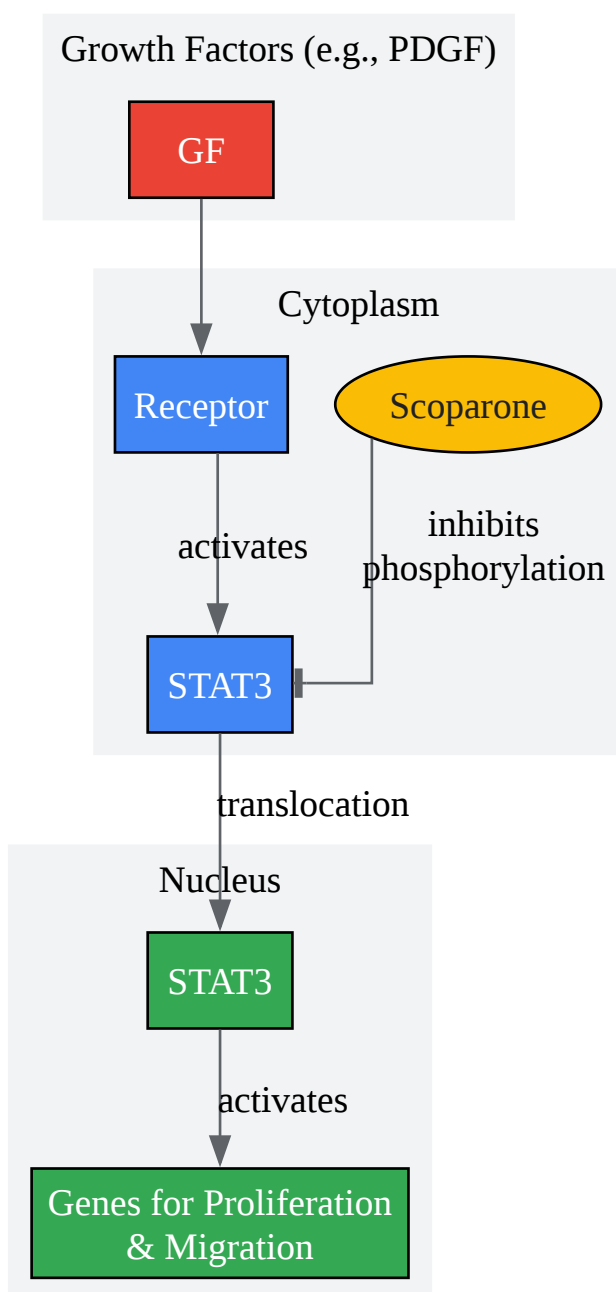 Growth Factors (e.g., PDGF)
GF
Cytoplasm
Receptor
Scoparone
activates
inhibits
phosphorylation
STAT3
translocation
Nucleus
STAT3
activates
Genes for Proliferation
& Migration